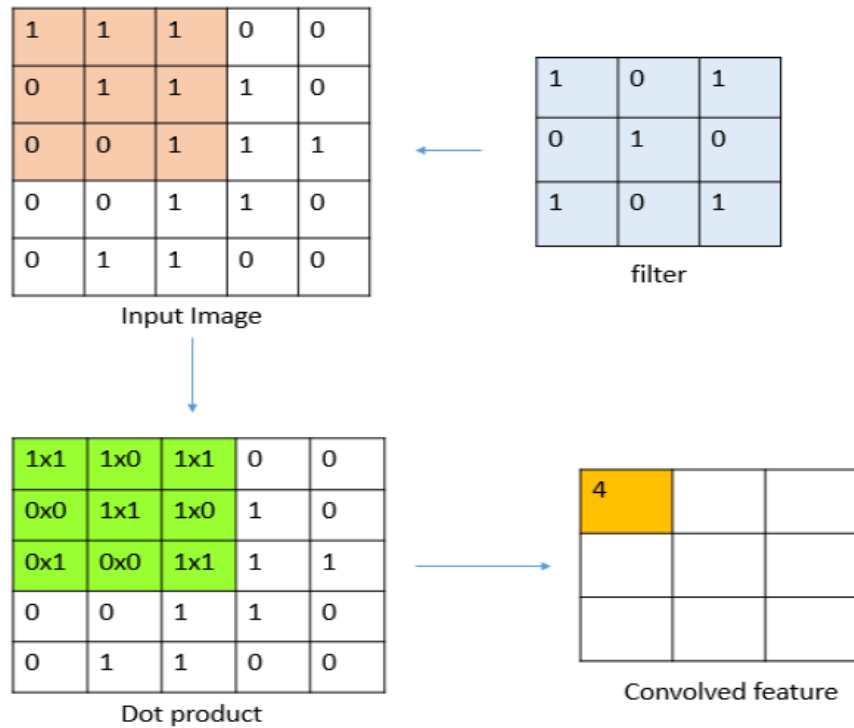 1 1 1 0 0
0 1 1 1 0
0 0 1 1 1
0 0 1 1 0
0 1 1 0 0
Input Image
1 0 1
0 1 0
1 0 1
filter
1x1 1x0 1x1 0 0
0x0 1x1 1x0 1 0
0x1 0x0 1x1 1 1
0 0 1 1 0
0 1 1 0 0
Dot product
4
Convolved feature